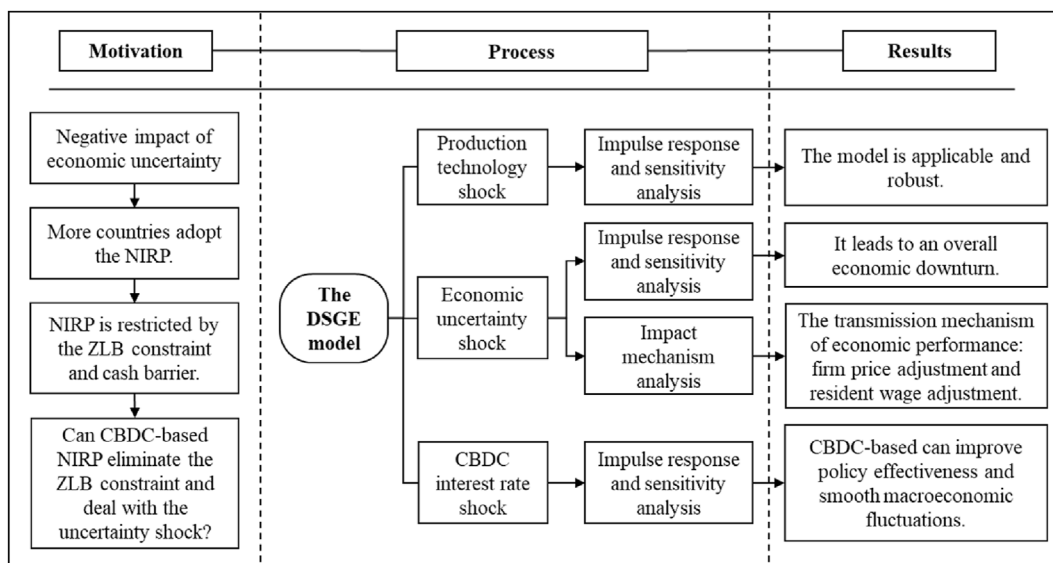 Motivation
Process
Results
Negative impact of
economic uncertainty
More countries adopt
the NIRP.
NIRP is restricted by
the ZLB constraint
and cash barrier.
Can CBDC-based
NIRP eliminate the
ZLB constraint and
deal with the
uncertainty shock?
The
DSGE
model
Production
technology
shock
Impulse response
and sensitivity
analysis
The model is applicable and
robust.
Economic
uncertainty
shock
Impulse response
and sensitivity
analysis
It leads to an overall
economic downturn.
Impact
mechanism
analysis
The transmission mechanism
of economic performance:
firm price adjustment and
resident wage adjustment.
CBDC
interest rate
shock
Impulse response
and sensitivity
analysis
CBDC-based can improve
policy effectiveness and
smooth macroeconomic
fluctuations.